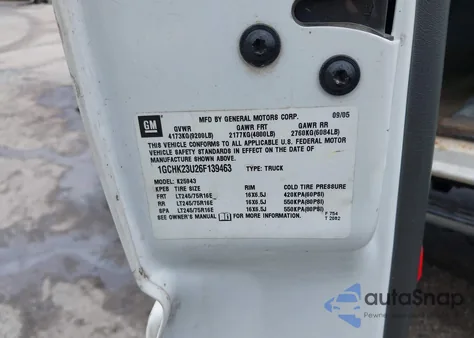 GM
MFD BY GENERAL MOTORS CORP. 09/05
GVWR GAWR FRT GAWR RR
4173KG(9200LB) 2177KG(4800LB) 2760KG(6084LB)
THIS VEHICLE CONFORMS TO ALL APPLICABLE U.S. FEDERAL MOTOR
VEHICLE SAFETY STANDARDS IN EFFECT ON THE DATE OF
MANUFACTURE SHOWN ABOVE.
1GCHK23U26F139463 TYPE: TRUCK
MODEL: K25943
KPEB TIRE SIZE RIM COLD TIRE PRESSURE
FRT LT245/75R16E 16X6.5J 420KPA(60PSI)
RR LT245/75R16E 16X6.5J 550KPA(80PSI)
SPA LT245/75R16E 16X6.5J 550KPA(80PSI)
SEE OWNER'S MANUAL FOR MORE INFORMATION.
F 754
T 2092
autoSnap